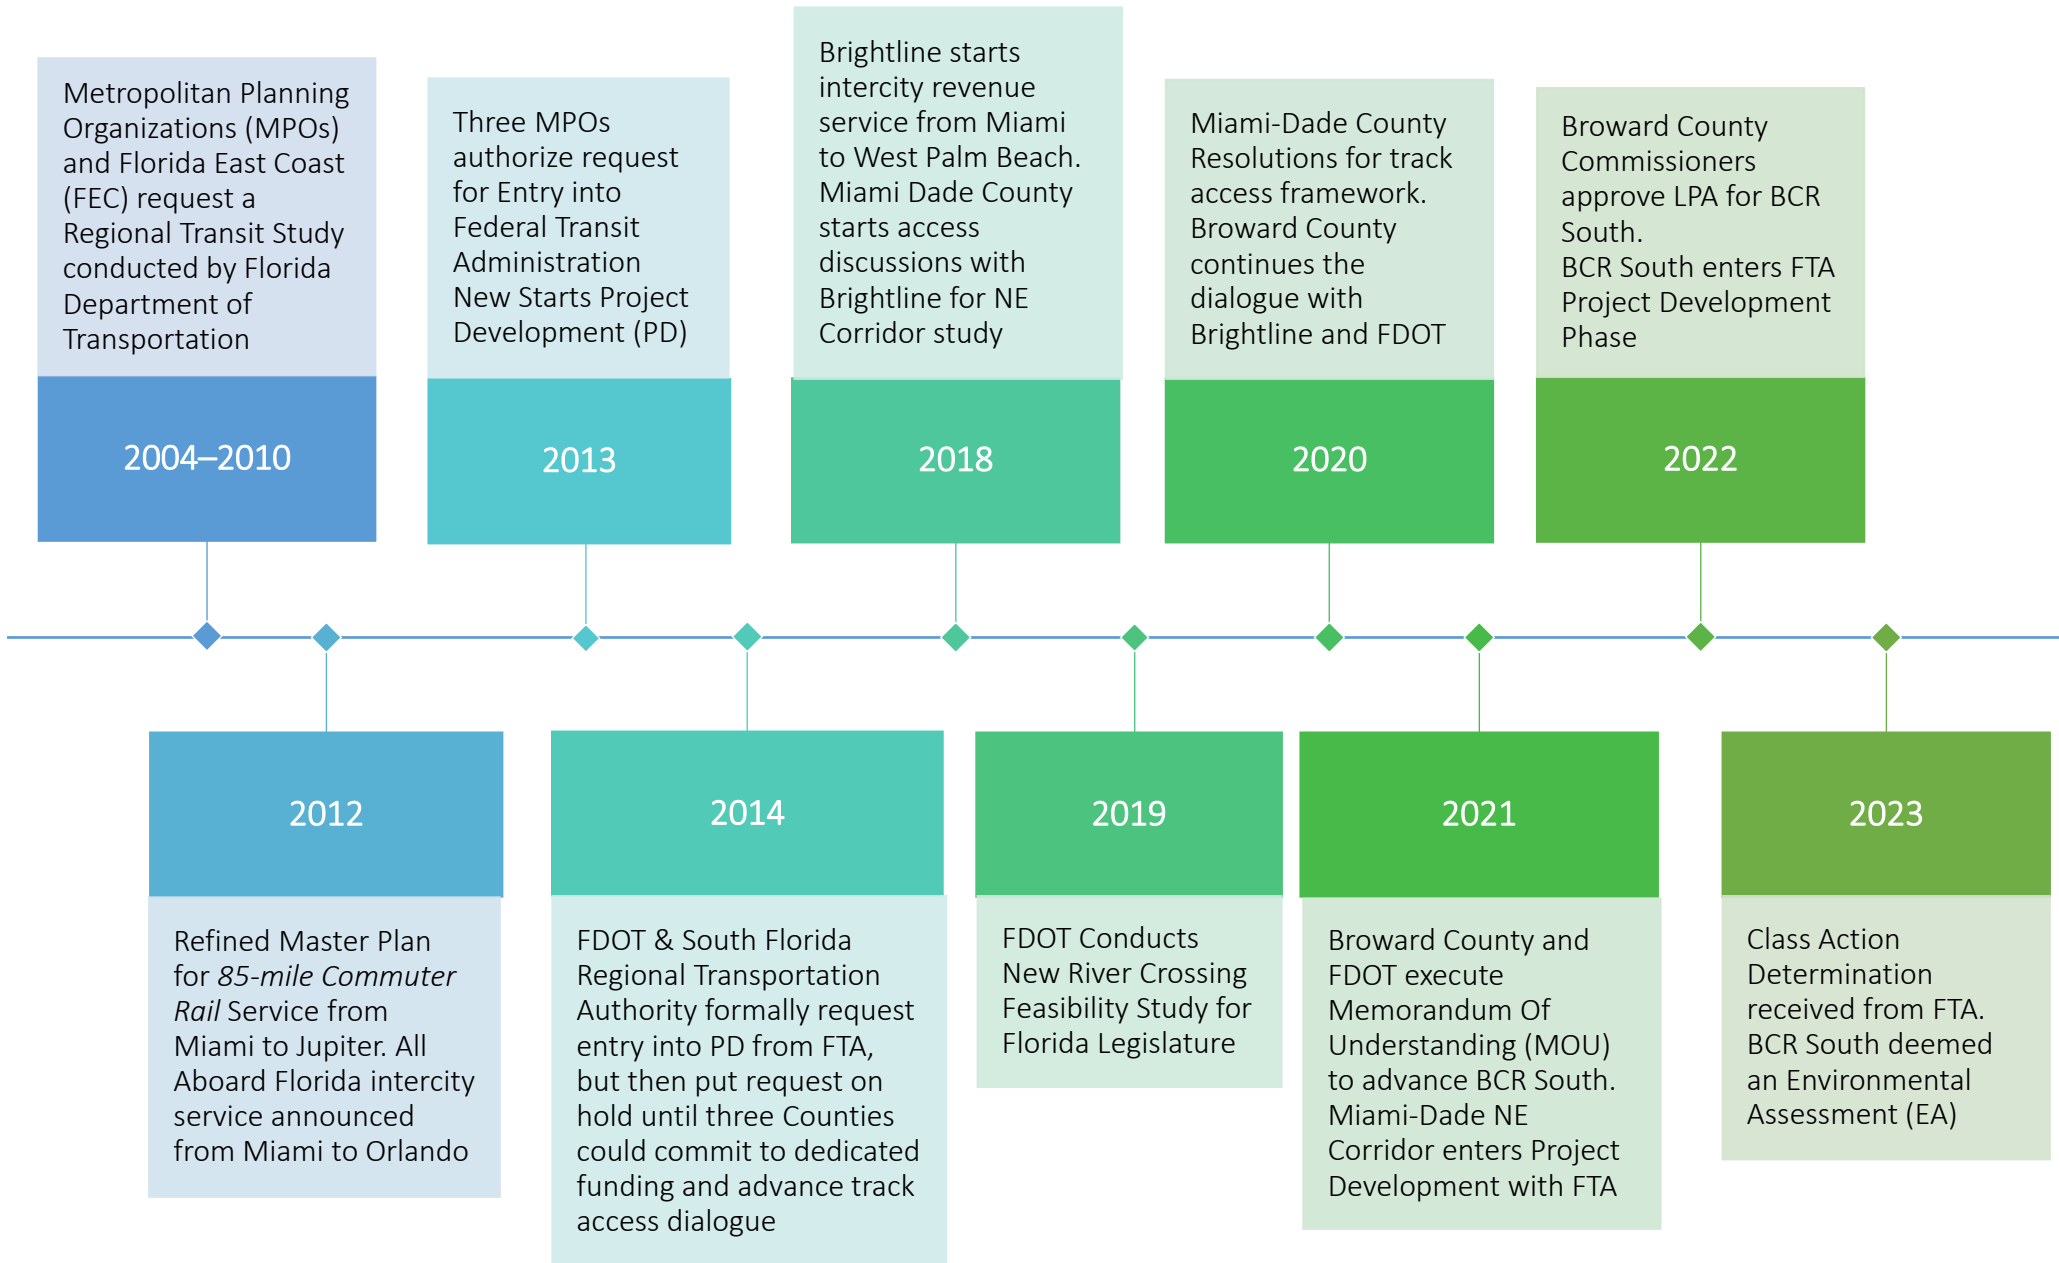 Metropolitan Planning
Organizations (MPOs)
and Florida East Coast
(FEC) request a
Regional Transit Study
conducted by Florida
Department of
Transportation
2004–2010
2012
Refined Master Plan
for 85-mile Commuter
Rail Service from
Miami to Jupiter. All
Aboard Florida intercity
service announced
from Miami to Orlando
Three MPOs
authorize request
for Entry into
Federal Transit
Administration
New Starts Project
Development (PD)
2013
2014
FDOT & South Florida
Regional Transportation
Authority formally request
entry into PD from FTA,
but then put request on
hold until three Counties
could commit to dedicated
funding and advance track
access dialogue
Brightline starts
intercity revenue
service from Miami
to West Palm Beach.
Miami Dade County
starts access
discussions with
Brightline for NE
Corridor study
2018
2019
FDOT Conducts
New River Crossing
Feasibility Study for
Florida Legislature
Miami-Dade County
Resolutions for track
access framework.
Broward County
continues the
dialogue with
Brightline and FDOT
2020
2021
Broward County and
FDOT execute
Memorandum Of
Understanding (MOU)
to advance BCR South.
Miami-Dade NE
Corridor enters Project
Development with FTA
Broward County
Commissioners
approve LPA for BCR
South.
BCR South enters FTA
Project Development
Phase
2022
2023
Class Action
Determination
received from FTA.
BCR South deemed
an Environmental
Assessment (EA)